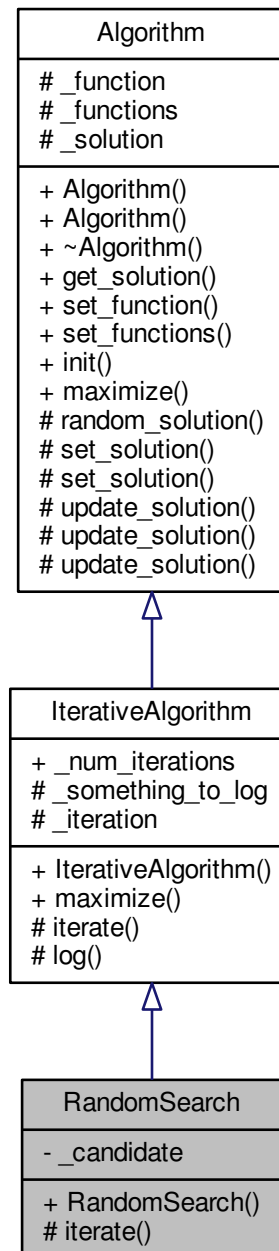 Algorithm
# _function
# _functions
# _solution
+ Algorithm()
+ Algorithm()
+ ~Algorithm()
+ get_solution()
+ set_function()
+ set_functions()
+ init()
+ maximize()
# random_solution()
# set_solution()
# set_solution()
# update_solution()
# update_solution()
# update_solution()
IterativeAlgorithm
+ _num_iterations
# _something_to_log
# _iteration
+ IterativeAlgorithm()
+ maximize()
# iterate()
# log()
RandomSearch
- _candidate
+ RandomSearch()
# iterate()